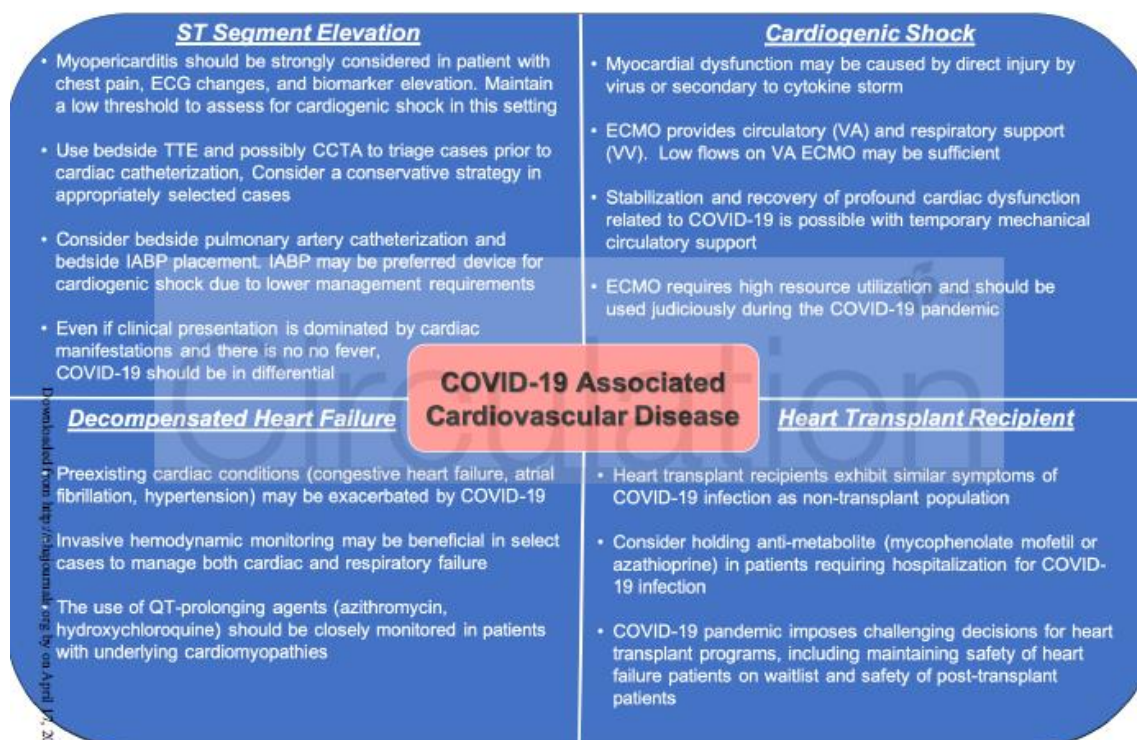 ST Segment Elevation
• Myopericarditis should be strongly considered in patient with
chest pain, ECG changes, and biomarker elevation. Maintain
a low threshold to assess for cardiogenic shock in this setting
• Use bedside TTE and possibly CCTA to triage cases prior to
cardiac catheterization, Consider a conservative strategy in
appropriately selected cases
• Consider bedside pulmonary artery catheterization and
bedside IABP placement. IABP may be preferred device for
cardiogenic shock due to lower management requirements
• Even if clinical presentation is dominated by cardiac
manifestations and there is no no fever,
COVID-19 should be in differential
Cardiogenic Shock
• Myocardial dysfunction may be caused by direct injury by
virus or secondary to cytokine storm
• ECMO provides circulatory (VA) and respiratory support
(VV). Low flows on VA ECMO may be sufficient
• Stabilization and recovery of profound cardiac dysfunction
related to COVID-19 is possible with temporary mechanical
circulatory support
• ECMO requires high resource utilization and should be
used judiciously during the COVID-19 pandemic
COVID-19 Associated
Cardiovascular Disease
Decompensated Heart Failure
• Preexisting cardiac conditions (congestive heart failure, atrial
fibrillation, hypertension) may be exacerbated by COVID-19
• Invasive hemodynamic monitoring may be beneficial in select
cases to manage both cardiac and respiratory failure
• The use of QT-prolonging agents (azithromycin,
hydroxychloroquine) should be closely monitored in patients
with underlying cardiomyopathies
Heart Transplant Recipient
• Heart transplant recipients exhibit similar symptoms of
COVID-19 infection as non-transplant population
• Consider holding anti-metabolite (mycophenolate mofetil or
azathioprine) in patients requiring hospitalization for COVID-
19 infection
• COVID-19 pandemic imposes challenging decisions for heart
transplant programs, including maintaining safety of heart
failure patients on waitlist and safety of post-transplant
patients
Circulation
Downloaded from http://ahajournals.org by on April